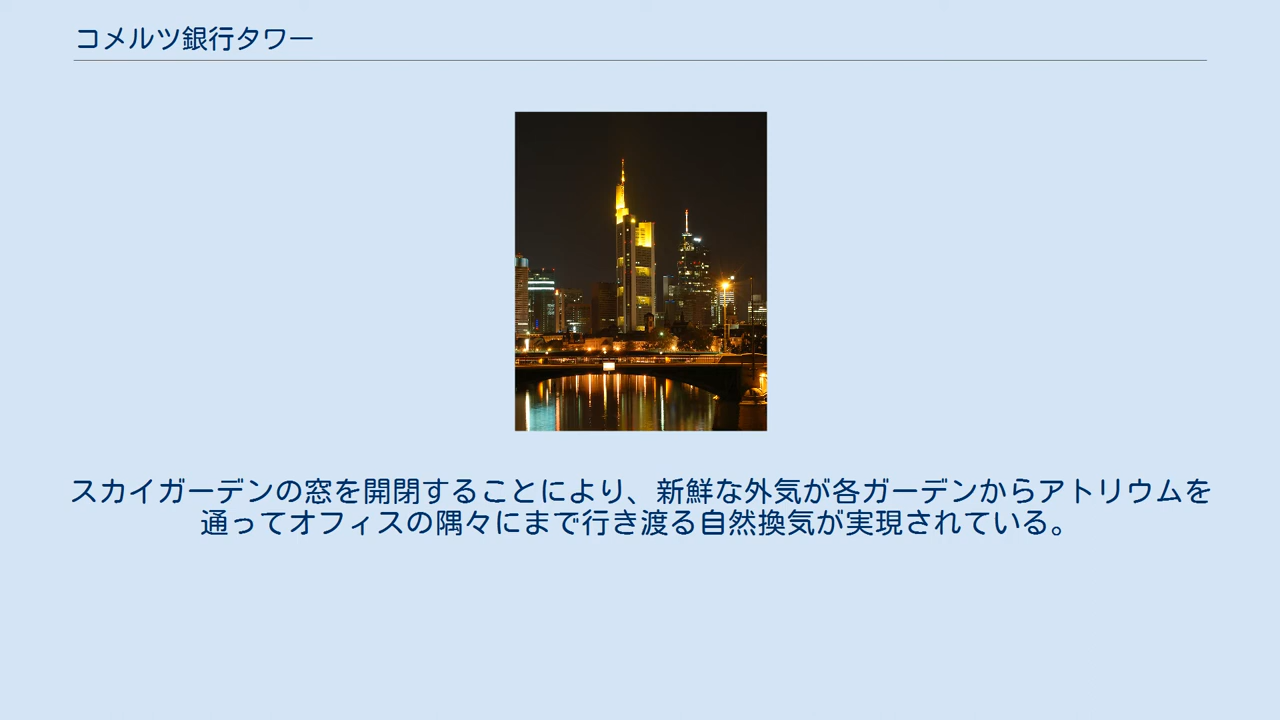 コメルツ銀行タワー
スカイガーデンの窓を開閉することにより、新鮮な外気が各ガーデンからアトリウムを
通ってオフィスの隅々にまで行き渡る自然換気が実現されている。